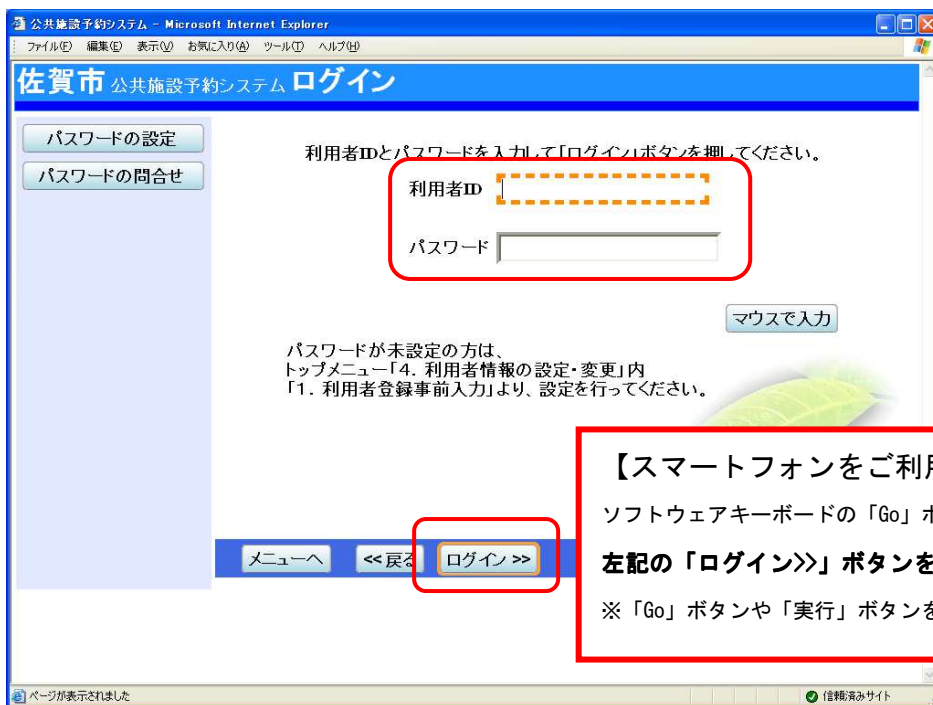 公共施設予約システム - Microsoft Internet Explorer
ファイル(F) 編集(E) 表示(V) お気に入り(A) ツール(T) ヘルプ(H)
佐賀市 公共施設予約システム ログイン
パスワードの設定
パスワードの問合せ
利用者IDとパスワードを入力して「ログイン」ボタンを押してください。
利用者ID
パスワード
マウスで入力
パスワードが未設定の方は、
トップメニュー「4. 利用者情報の設定・変更」内
「1. 利用者登録事前入力」より、設定を行ってください。
【スマートフォンをご利
ソフトウェアキーボードの「Go」ボ
左記の「ログイン>>」ボタンを
※「Go」ボタンや「実行」ボタンを
メニューへ <<戻る ログイン >>
ページが表示されました
信頼済みサイト